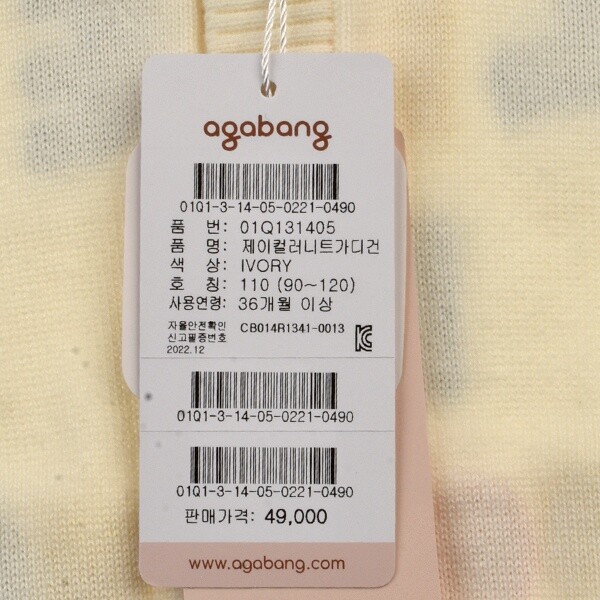 agabang
01Q1-3-14-05-0221-0490
품 번: 01Q131405
품 명: 제이컬러니트가디건
색 상: IVORY
호 칭: 110 (90~120)
사용연령: 36개월 이상
자율안전확인 CB014R1341-0013
신고필증번호
2022.12
01Q1-3-14-05-0221-0490
01Q1-3-14-05-0221-0490
판매가격: 49,000
www.agabang.com